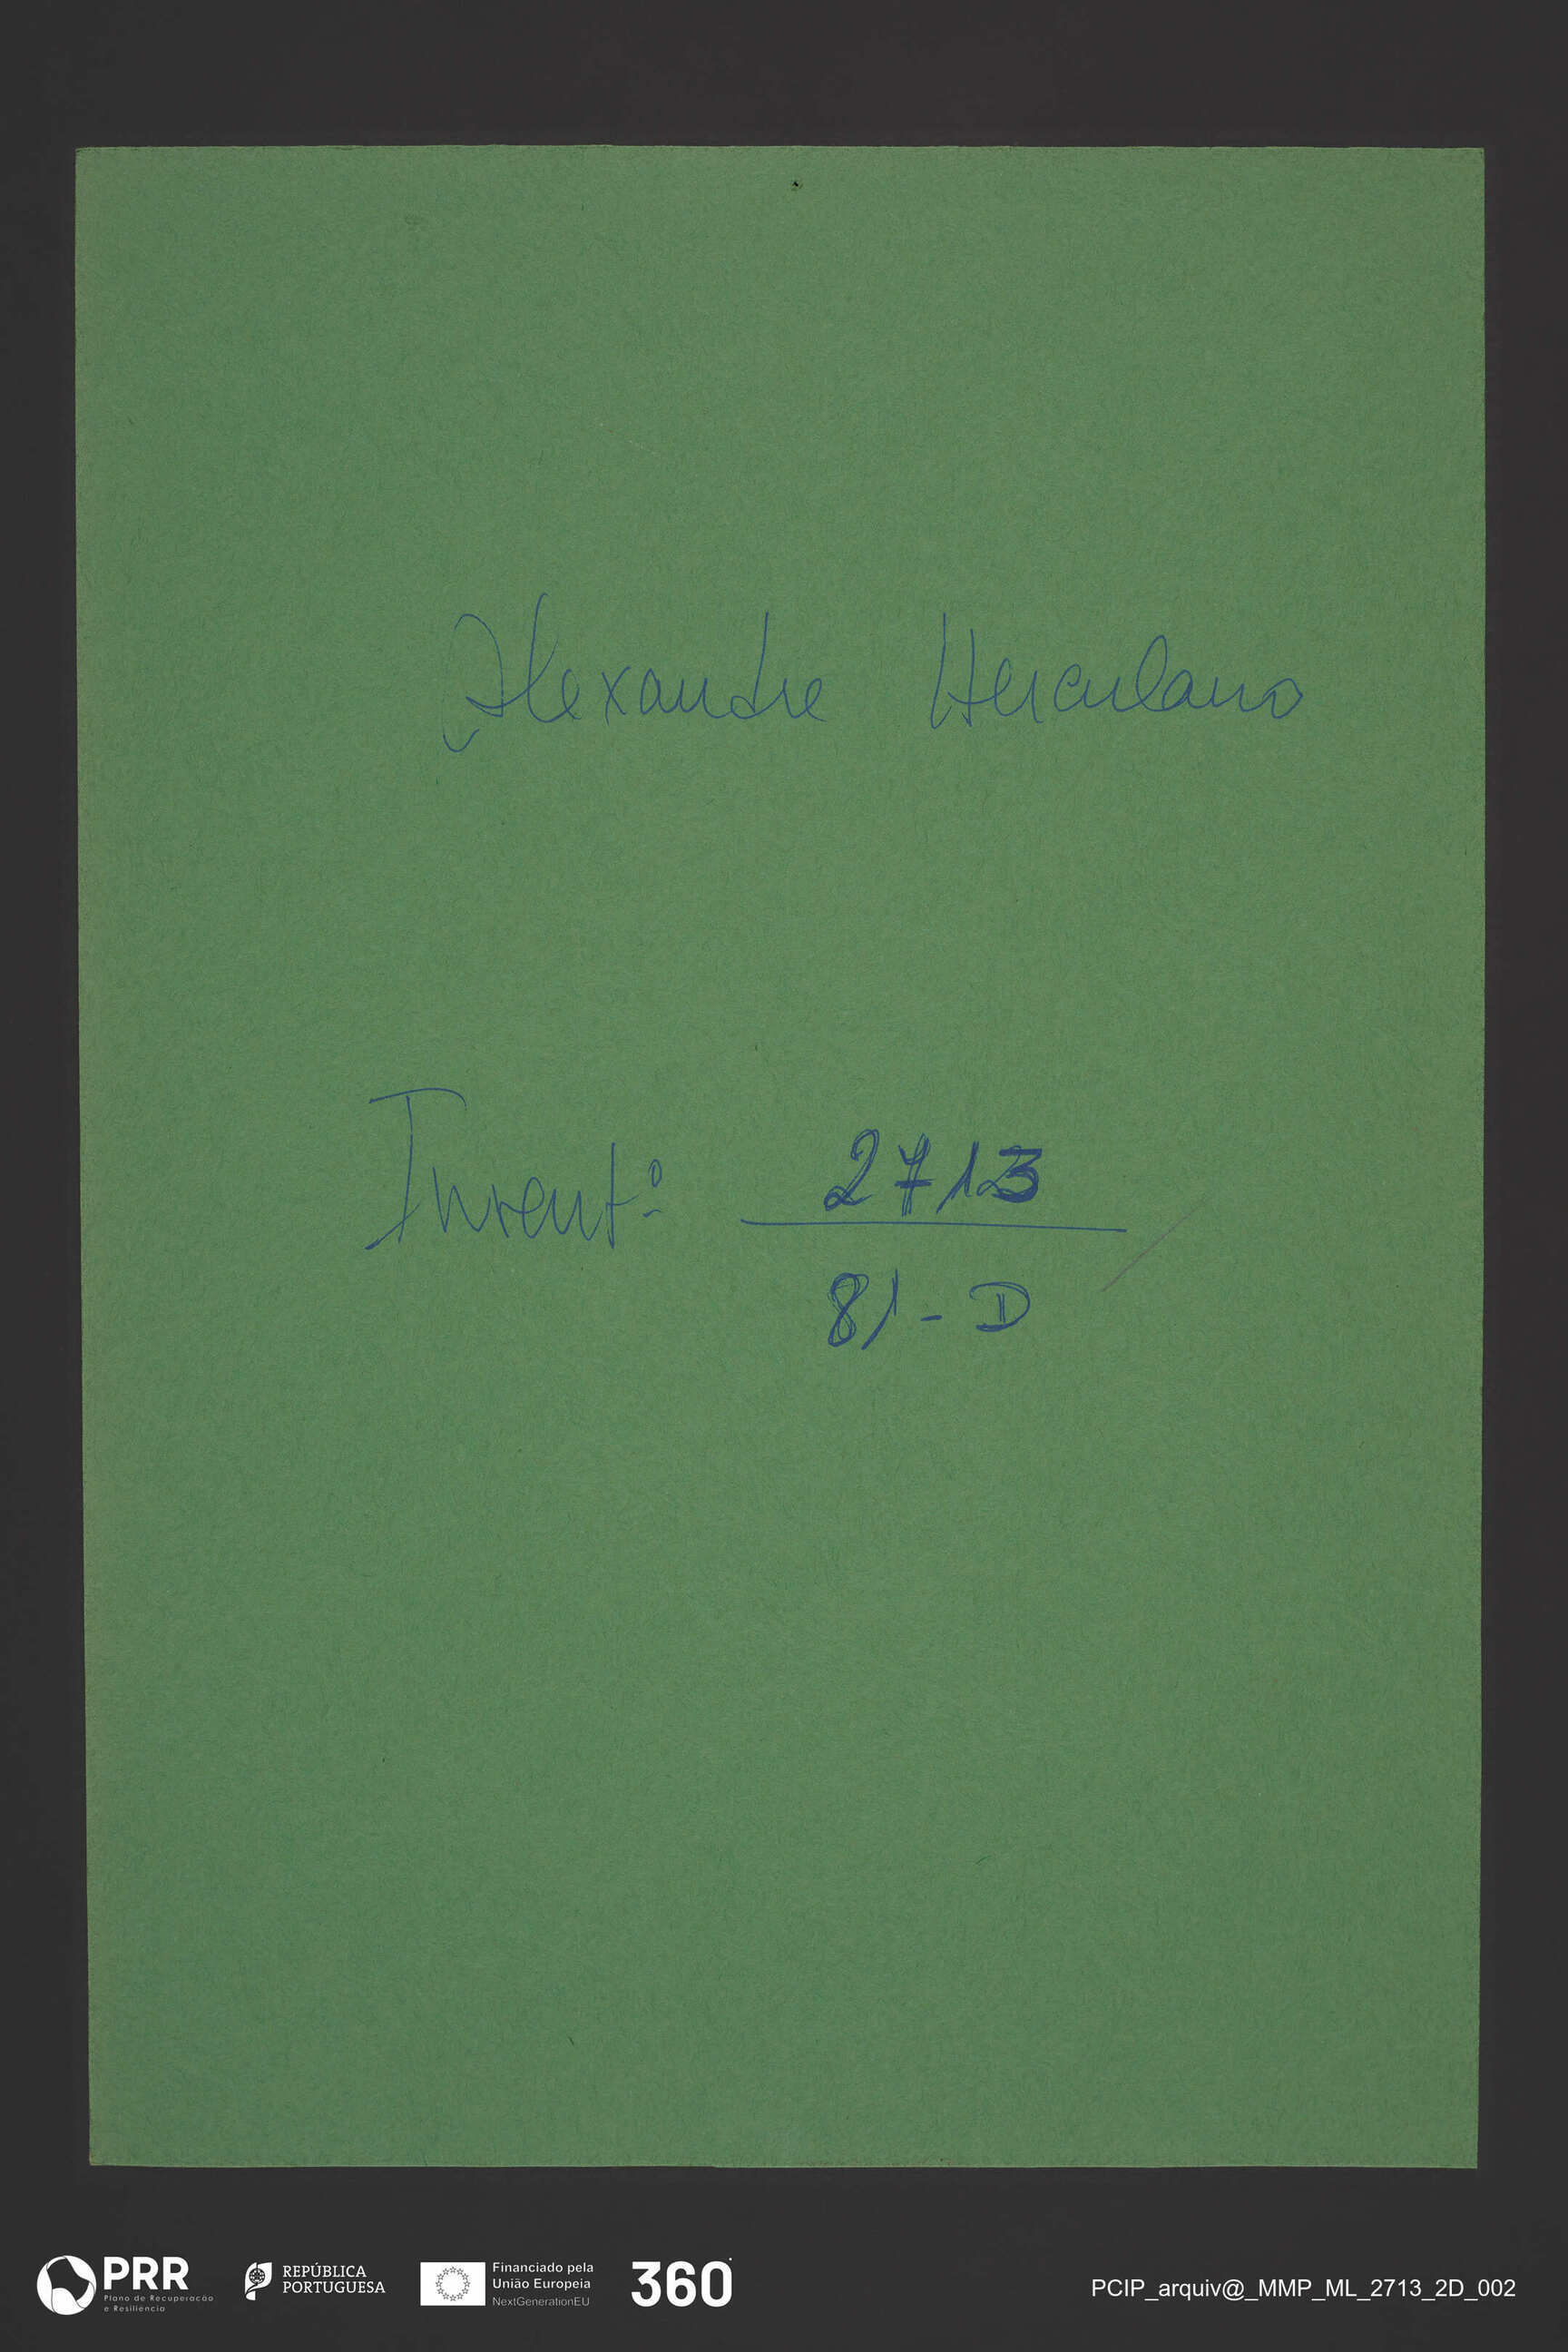 Alexandre Herculano
Invent.º 2713
81-D
PRR
Plano de Recuperação
e Resiliência
REPÚBLICA
PORTUGUESA
Financiado pela
União Europeia
NextGenerationEU
360
PCIP_arquiv@_MMP_ML_2713_2D_002